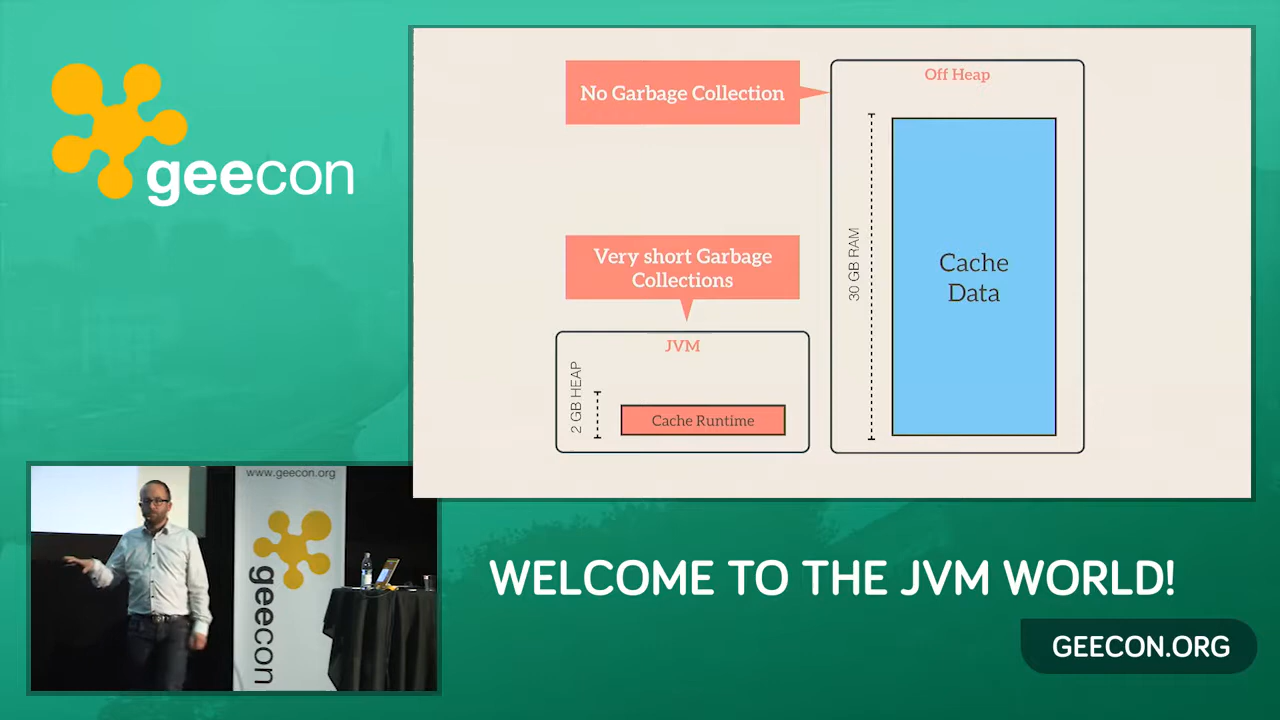 geecon
No Garbage Collection
Off Heap
Very short Garbage
Collections
30 GB RAM
Cache
Data
JVM
2 GB HEAP
Cache Runtime
www.geecon.org
geecon
WELCOME TO THE JVM WORLD!
GEECON.ORG